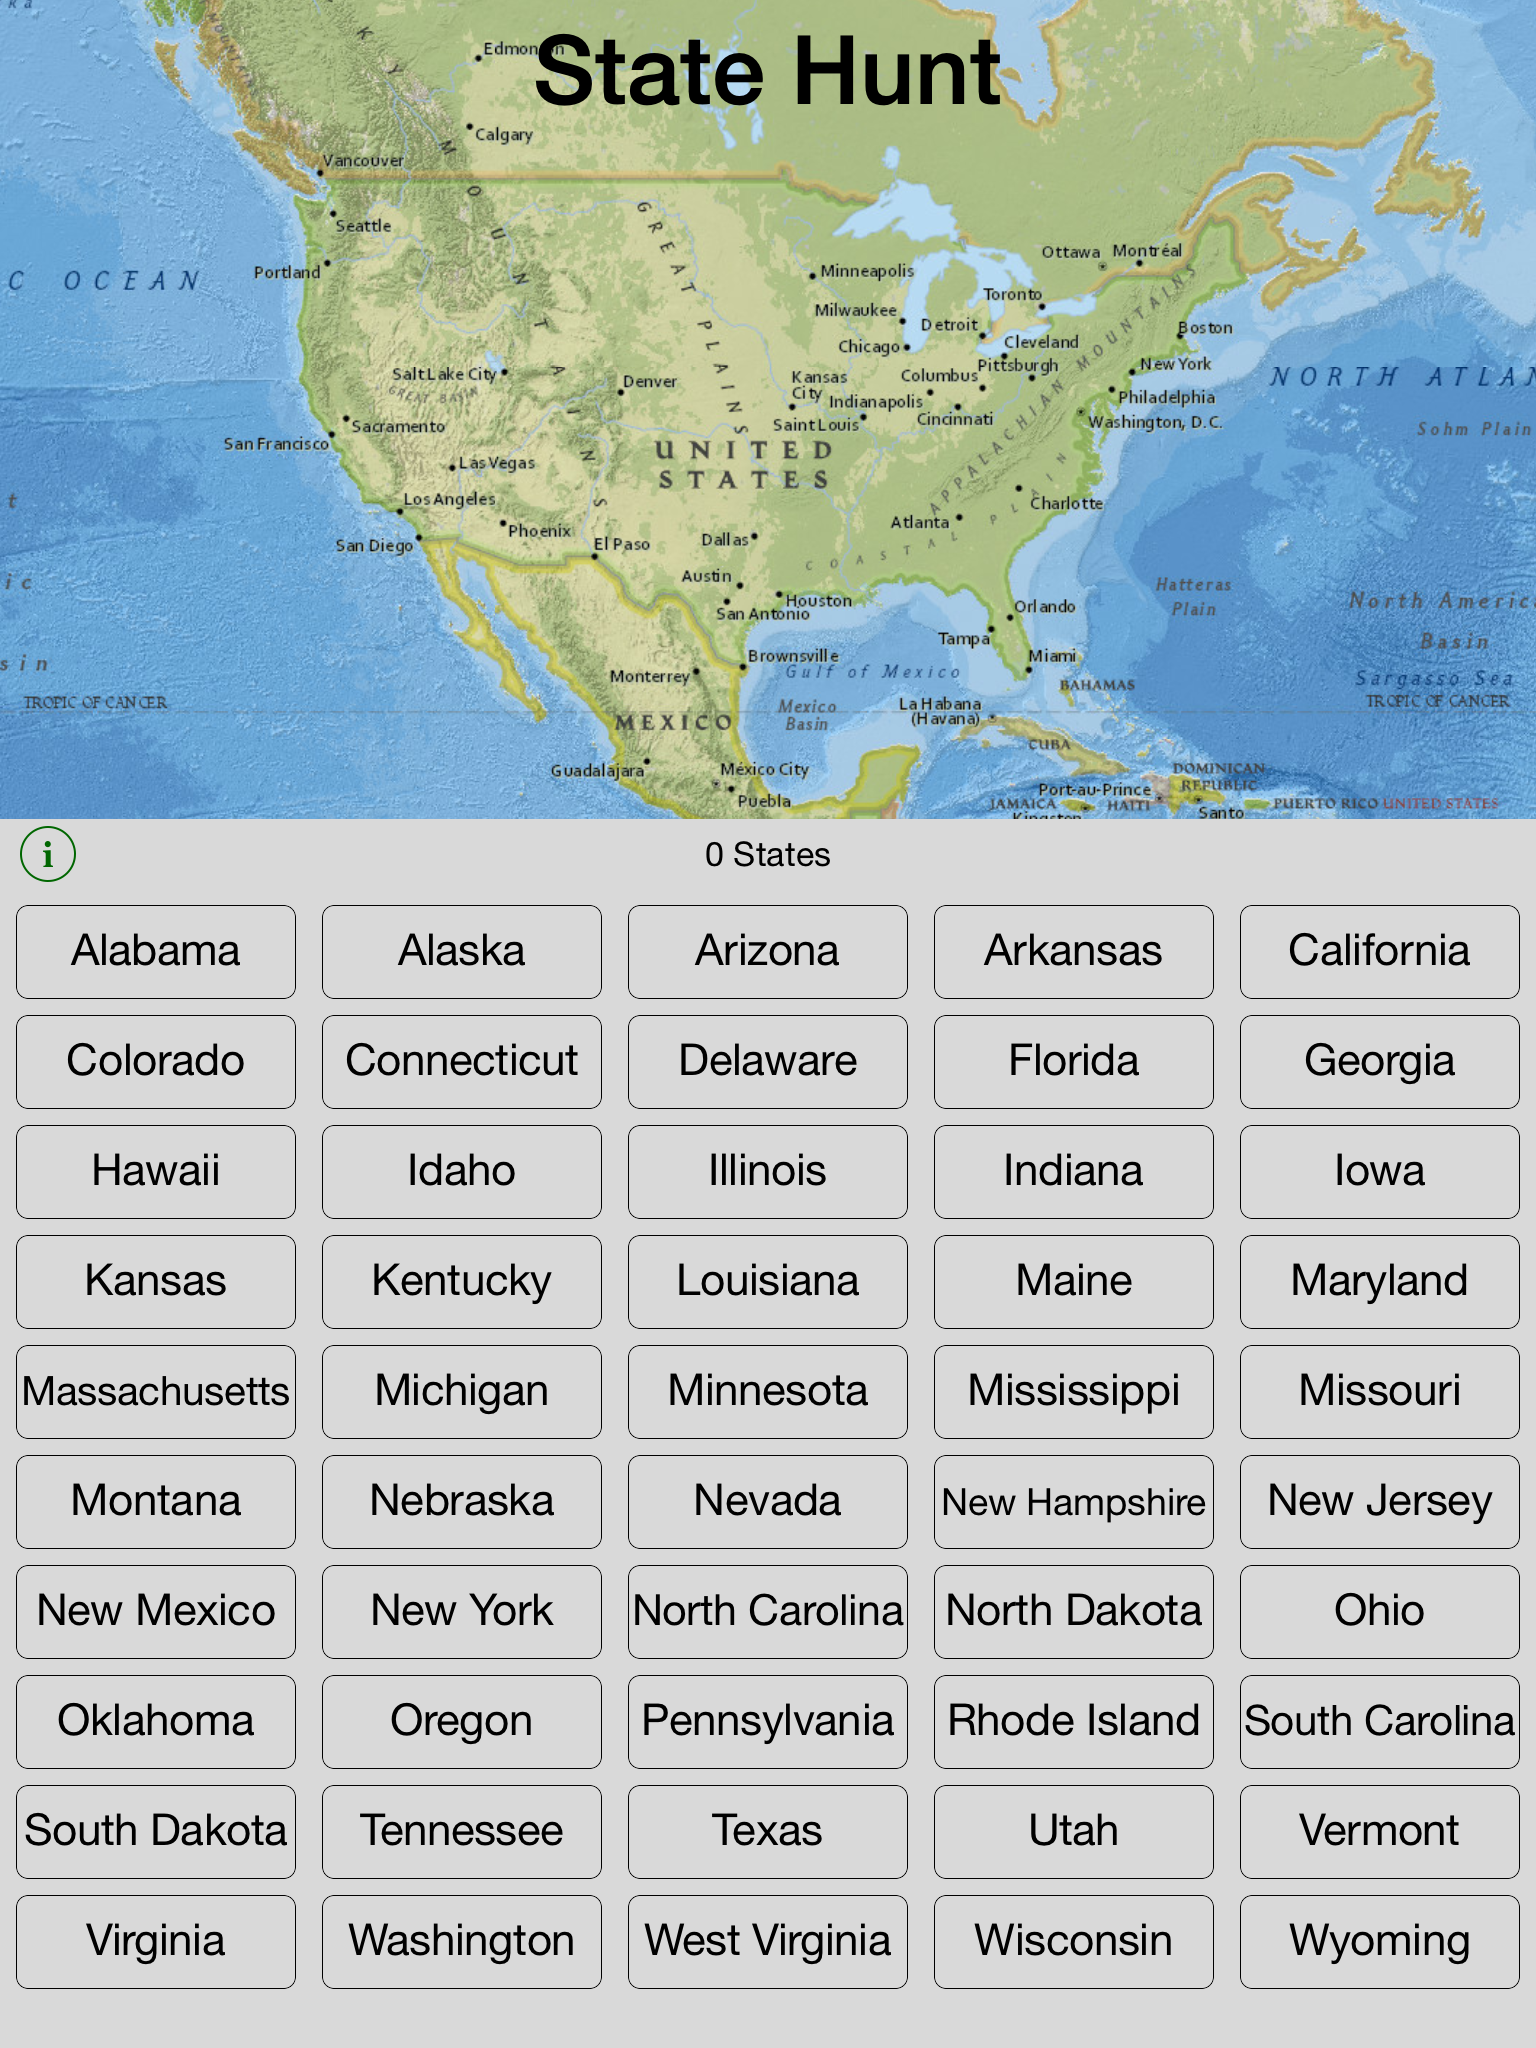 State Hunt
Edmonton
Calgary
Vancouver
Seattle
Portland
C OCEAN
MOUNTAINS
GREAT PLAINS
Minneapolis
Ottawa
Montréal
Toronto
Milwaukee
Detroit
Boston
Chicago
Cleveland
Pittsburgh
New York
Salt Lake City
GREAT BASIN
Denver
Kansas
City
Columbus
Indianapolis
Philadelphia
NORTH ATLAN
Sacramento
Saint Louis
Cincinnati
Washington, D.C.
Sohm Plain
San Francisco
UNITED
STATES
APPALACHIAN MOUNTAINS
Las Vegas
Los Angeles
Charlotte
t
Phoenix
Atlanta
COASTAL PLAIN
San Diego
El Paso
Dallas
ic
Austin
Hatteras
Plain
Houston
San Antonio
Orlando
North Americ
Tampa
Basin
sin
Brownsville
Miami
Monterrey
Gulf of Mexico
BAHAMAS
Sargasso Sea
TROPIC OF CANCER
TROPIC OF CANCER
Mexico
Basin
La Habana
(Havana)
MEXICO
CUBA
Guadalajara
México City
DOMINICAN
REPUBLIC
Puebla
Port-au-Prince
JAMAICA
HAITI
PUERTO RICO UNITED STATES
Kingston
Santo
i
0 States
Alabama
Alaska
Arizona
Arkansas
California
Colorado
Connecticut
Delaware
Florida
Georgia
Hawaii
Idaho
Illinois
Indiana
Iowa
Kansas
Kentucky
Louisiana
Maine
Maryland
Massachusetts
Michigan
Minnesota
Mississippi
Missouri
Montana
Nebraska
Nevada
New Hampshire
New Jersey
New Mexico
New York
North Carolina
North Dakota
Ohio
Oklahoma
Oregon
Pennsylvania
Rhode Island
South Carolina
South Dakota
Tennessee
Texas
Utah
Vermont
Virginia
Washington
West Virginia
Wisconsin
Wyoming